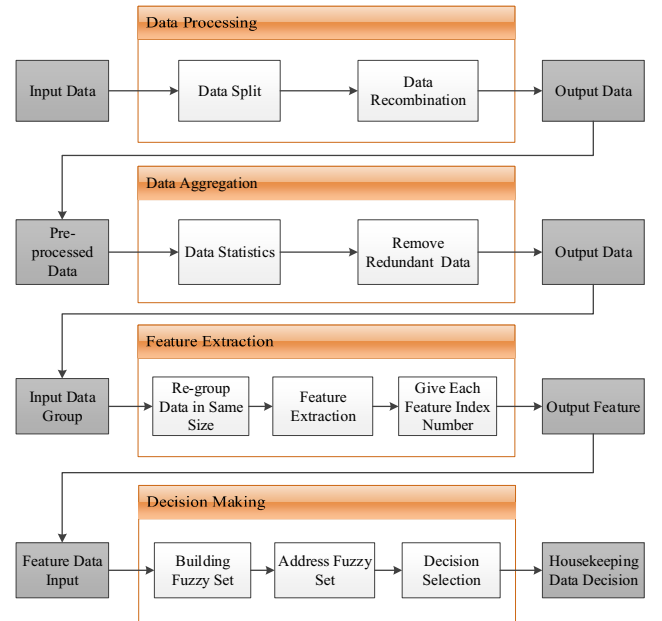 Data Processing
Input Data
Data Split
Data
Recombination
Output Data
Data Aggregation
Pre-
processed
Data
Data Statistics
Remove
Redundant Data
Output Data
Feature Extraction
Input Data
Group
Re-group
Data in Same
Size
Feature
Extraction
Give Each
Feature Index
Number
Output Feature
Decision Making
Feature Data
Input
Building
Fuzzy Set
Address Fuzzy
Set
Decision
Selection
Housekeeping
Data Decision